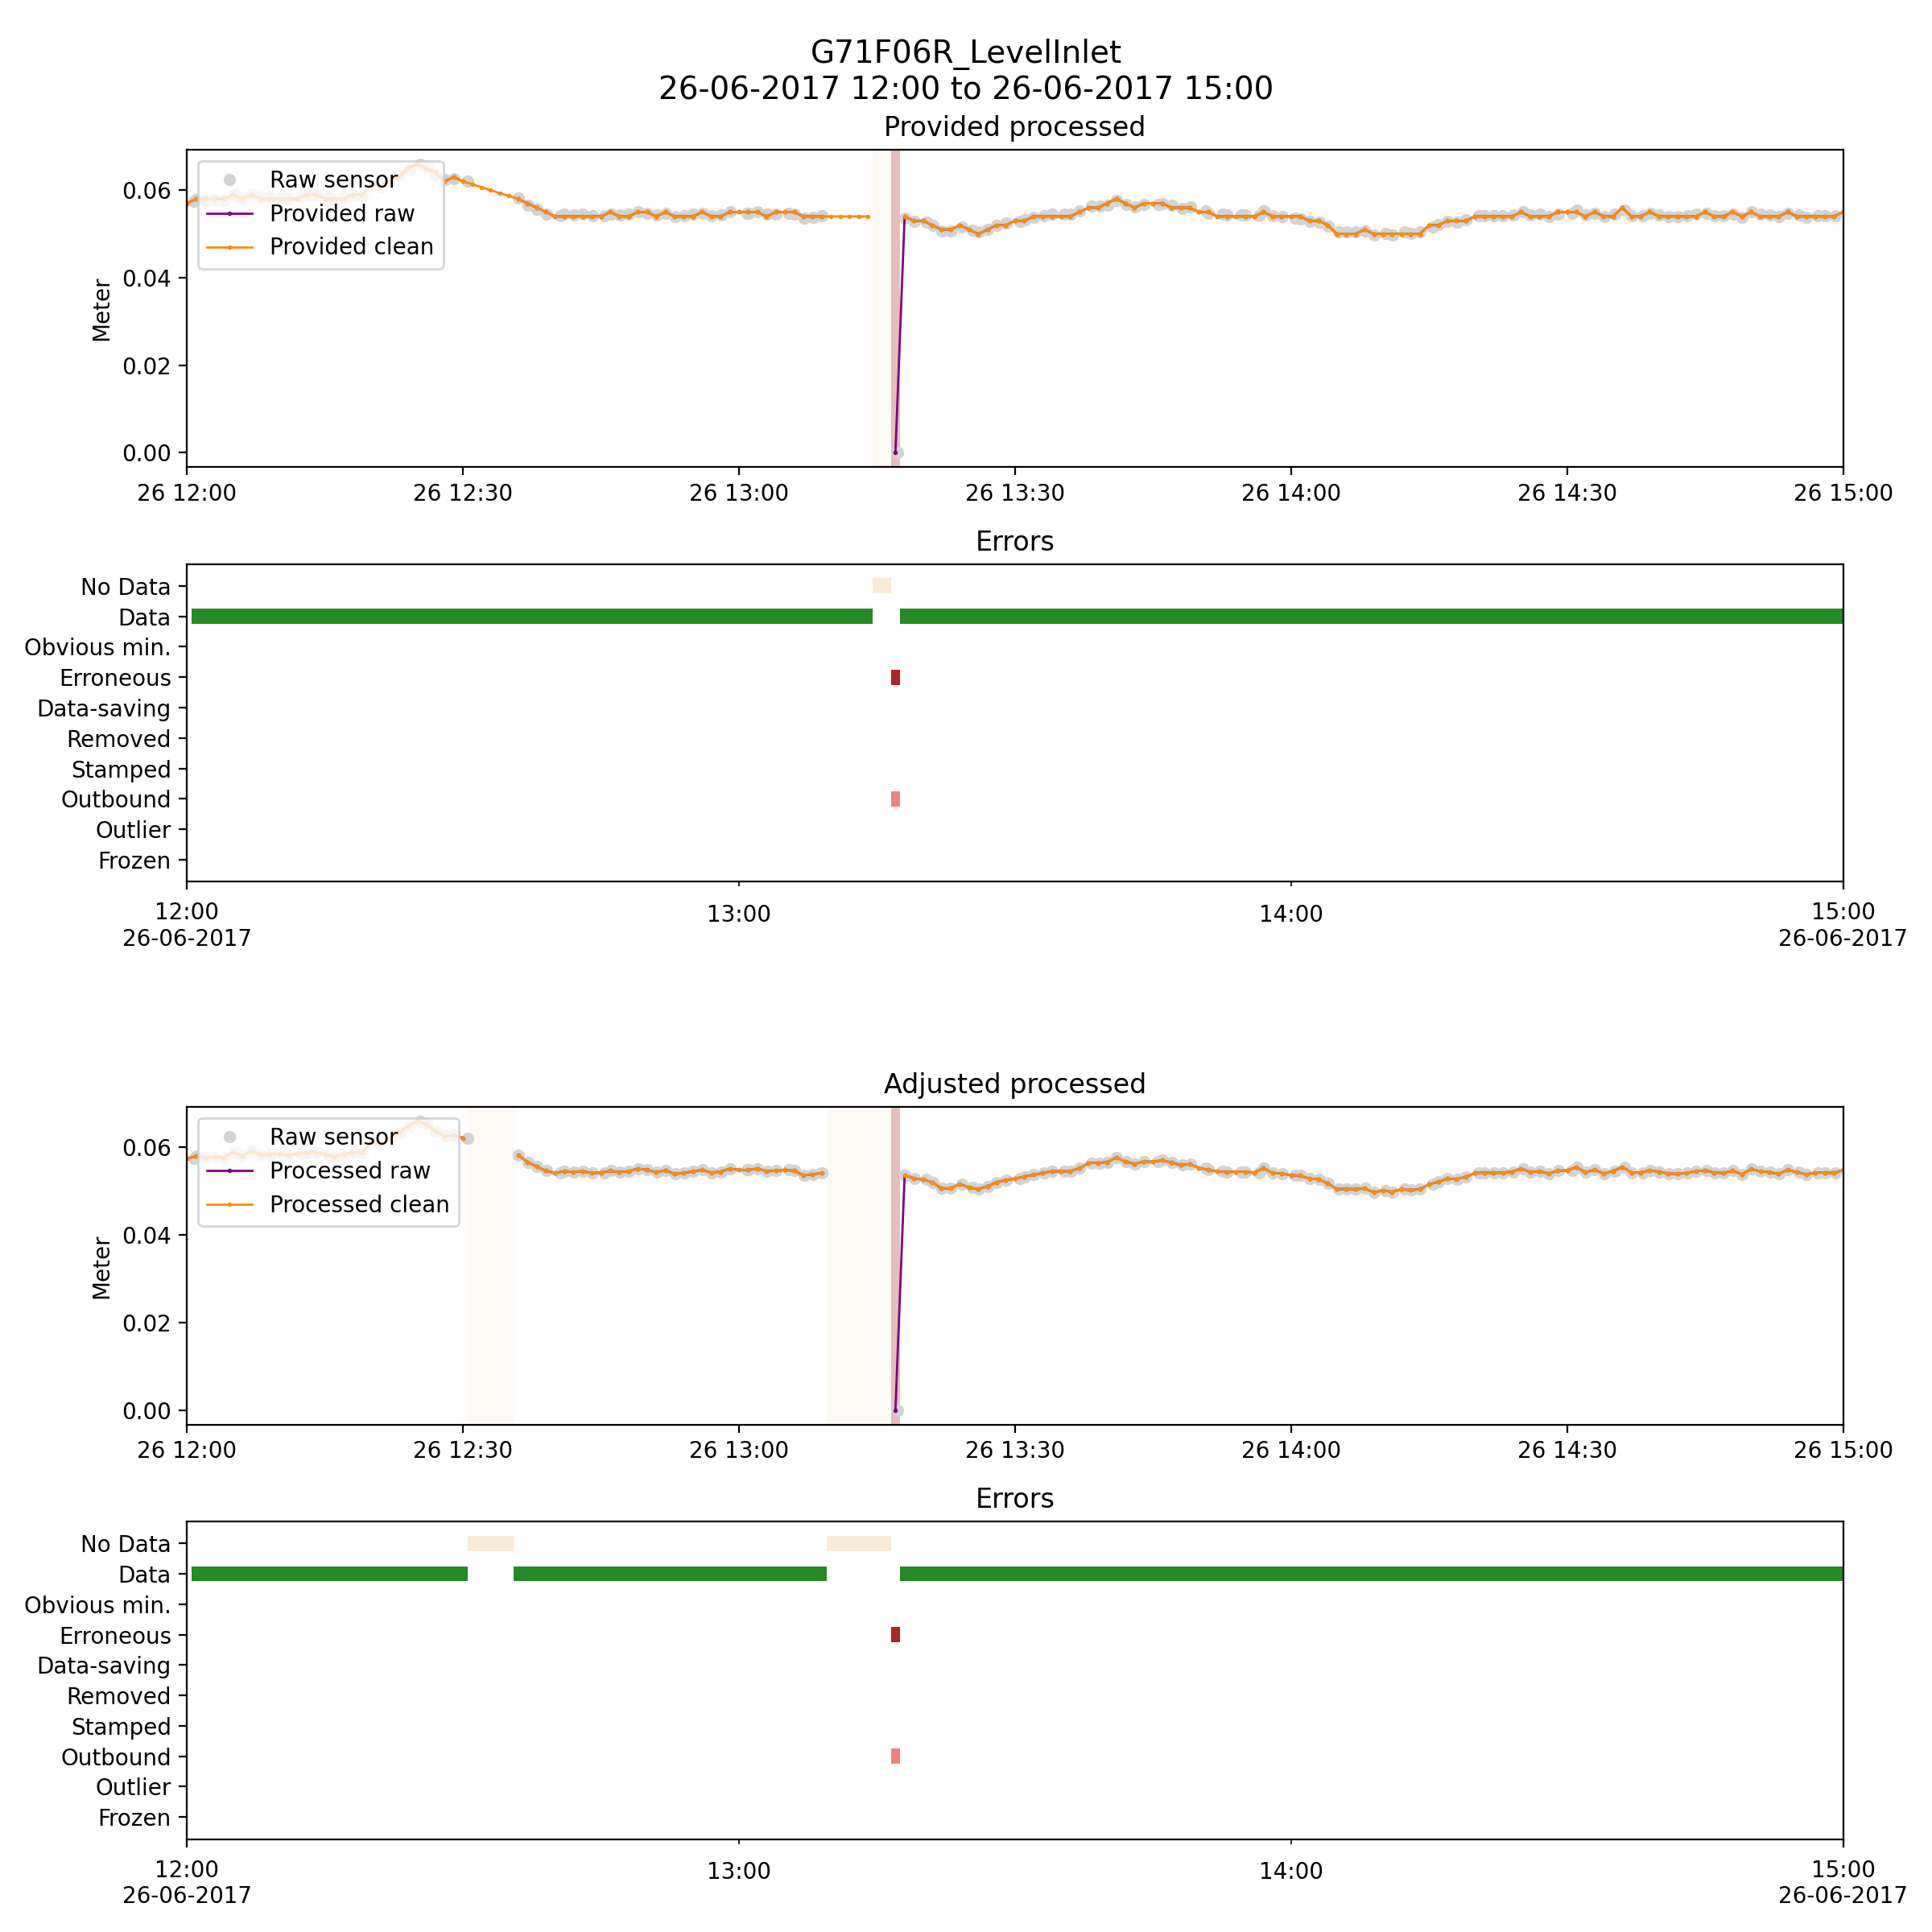 G71F06R_LevelInlet
26-06-2017 12:00 to 26-06-2017 15:00
Provided processed
Raw sensor
Provided raw
Provided clean
Meter
0.06
0.04
0.02
0.00
26 12:00 26 12:30 26 13:00 26 13:30 26 14:00 26 14:30 26 15:00
Errors
No Data
Data
Obvious min.
Erroneous
Data-saving
Removed
Stamped
Outbound
Outlier
Frozen
12:00 13:00 14:00 15:00
26-06-2017 26-06-2017
Adjusted processed
Raw sensor
Processed raw
Processed clean
Meter
0.06
0.04
0.02
0.00
26 12:00 26 12:30 26 13:00 26 13:30 26 14:00 26 14:30 26 15:00
Errors
No Data
Data
Obvious min.
Erroneous
Data-saving
Removed
Stamped
Outbound
Outlier
Frozen
12:00 13:00 14:00 15:00
26-06-2017 26-06-2017